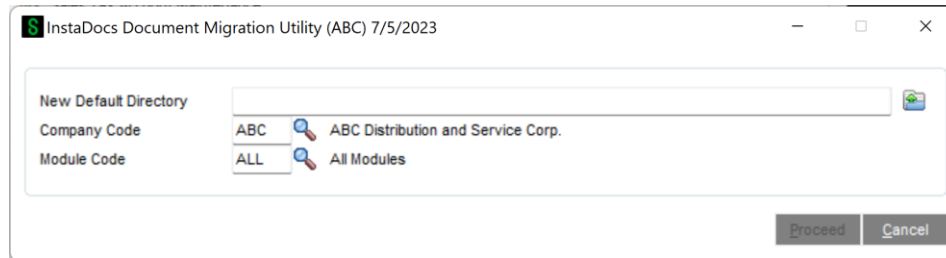 S InstaDocs Document Migration Utility (ABC) 7/5/2023
New Default Directory
Company Code ABC ABC Distribution and Service Corp.
Module Code ALL All Modules
Proceed Cancel